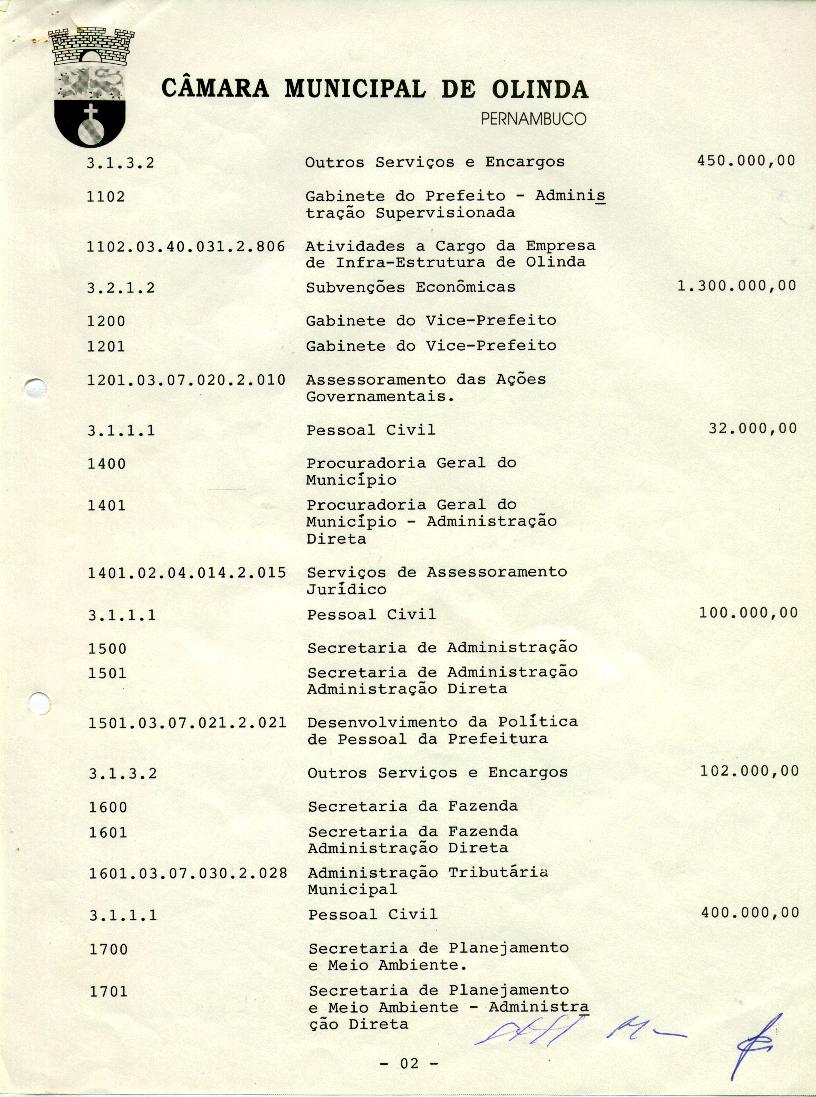 CÂMARA MUNICIPAL DE OLINDA
PERNAMBUCO
3.1.3.2 Outros Serviços e Encargos 450.000,00
1102 Gabinete do Prefeito - Adminis
tração Supervisionada
1102.03.40.031.2.806 Atividades a Cargo da Empresa
de Infra-Estrutura de Olinda
3.2.1.2 Subvenções Econômicas 1.300.000,00
1200 Gabinete do Vice-Prefeito
1201 Gabinete do Vice-Prefeito
1201.03.07.020.2.010 Assessoramento das Ações
Governamentais.
3.1.1.1 Pessoal Civil 32.000,00
1400 Procuradoria Geral do
Município
1401 Procuradoria Geral do
Município - Administração
Direta
1401.02.04.014.2.015 Serviços de Assessoramento
Jurídico
3.1.1.1 Pessoal Civil 100.000,00
1500 Secretaria de Administração
1501 Secretaria de Administração
Administração Direta
1501.03.07.021.2.021 Desenvolvimento da Política
de Pessoal da Prefeitura
3.1.3.2 Outros Serviços e Encargos 102.000,00
1600 Secretaria da Fazenda
1601 Secretaria da Fazenda
Administração Direta
1601.03.07.030.2.028 Administração Tributária
Municipal
3.1.1.1 Pessoal Civil 400.000,00
1700 Secretaria de Planejamento
e Meio Ambiente.
1701 Secretaria de Planejamento
e Meio Ambiente - Administra
ção Direta
- 02 -